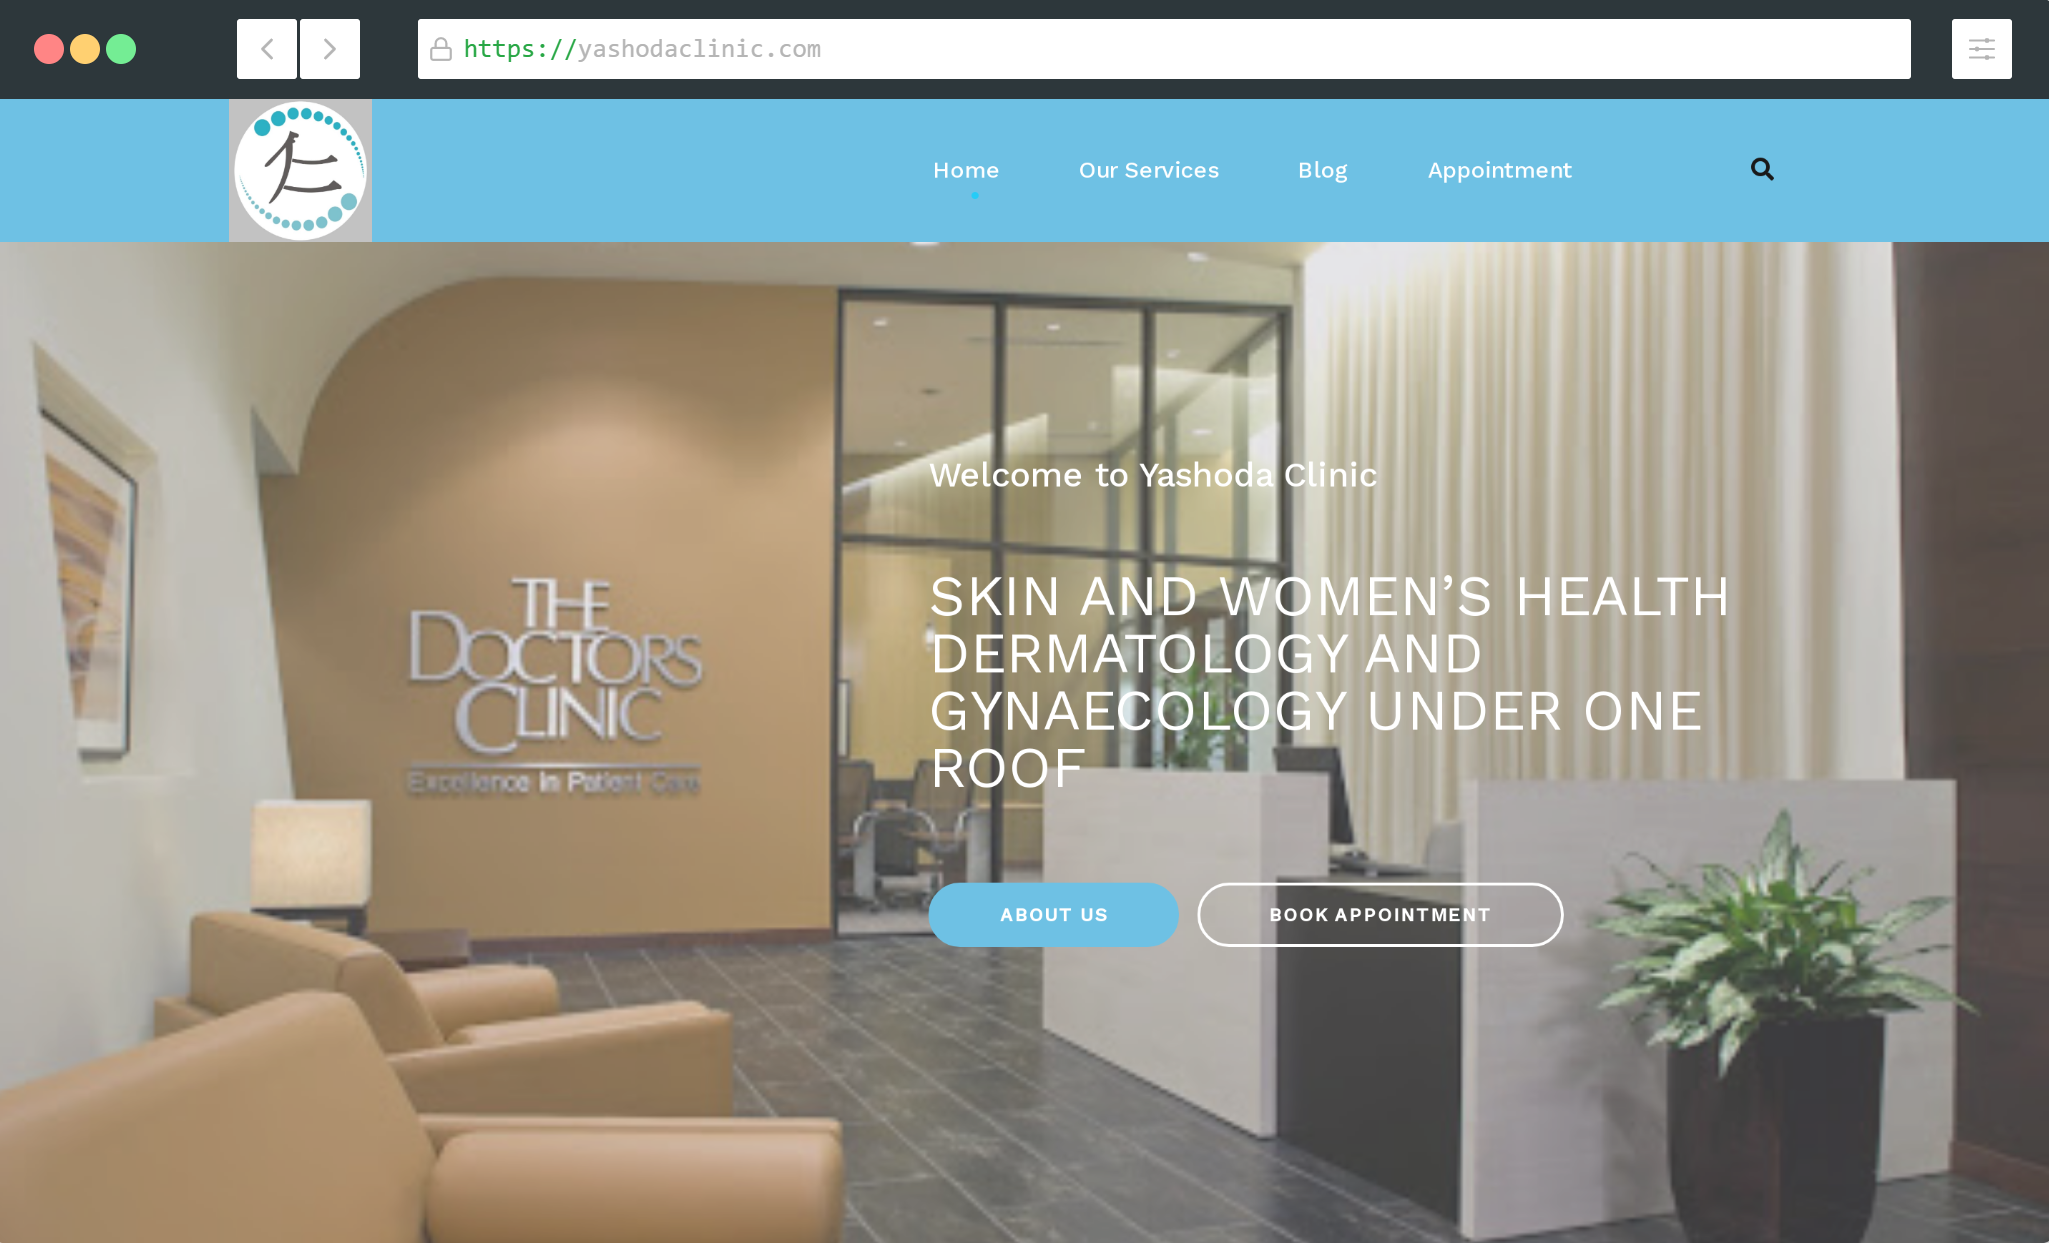 https://yashodaclinic.com
仁
Home
Our Services
Blog
Appointment
Welcome to Yashoda Clinic
SKIN AND WOMEN’S HEALTH
DERMATOLOGY AND
GYNAECOLOGY UNDER ONE
ROOF
THE
DOCTORS
CLINIC
Excellence In Patient Care
ABOUT US
BOOK APPOINTMENT